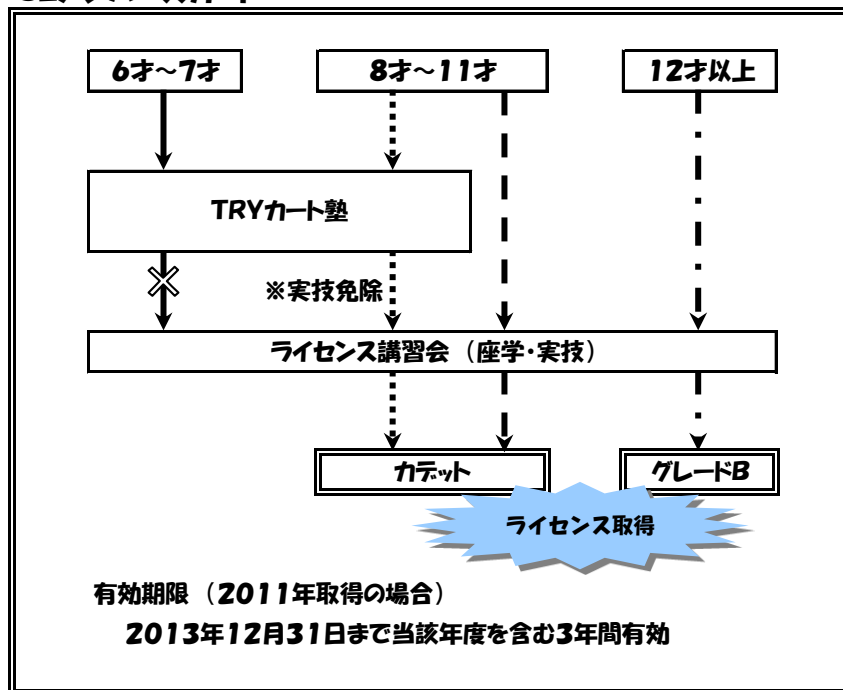 6才～7才
8才～11才
12才以上
TRYカート塾
※実技免除
ライセンス講習会（座学・実技）
カデット
グレードB
ライセンス取得
有効期限（2011年取得の場合）
2013年12月31日まで当該年度を含む3年間有効